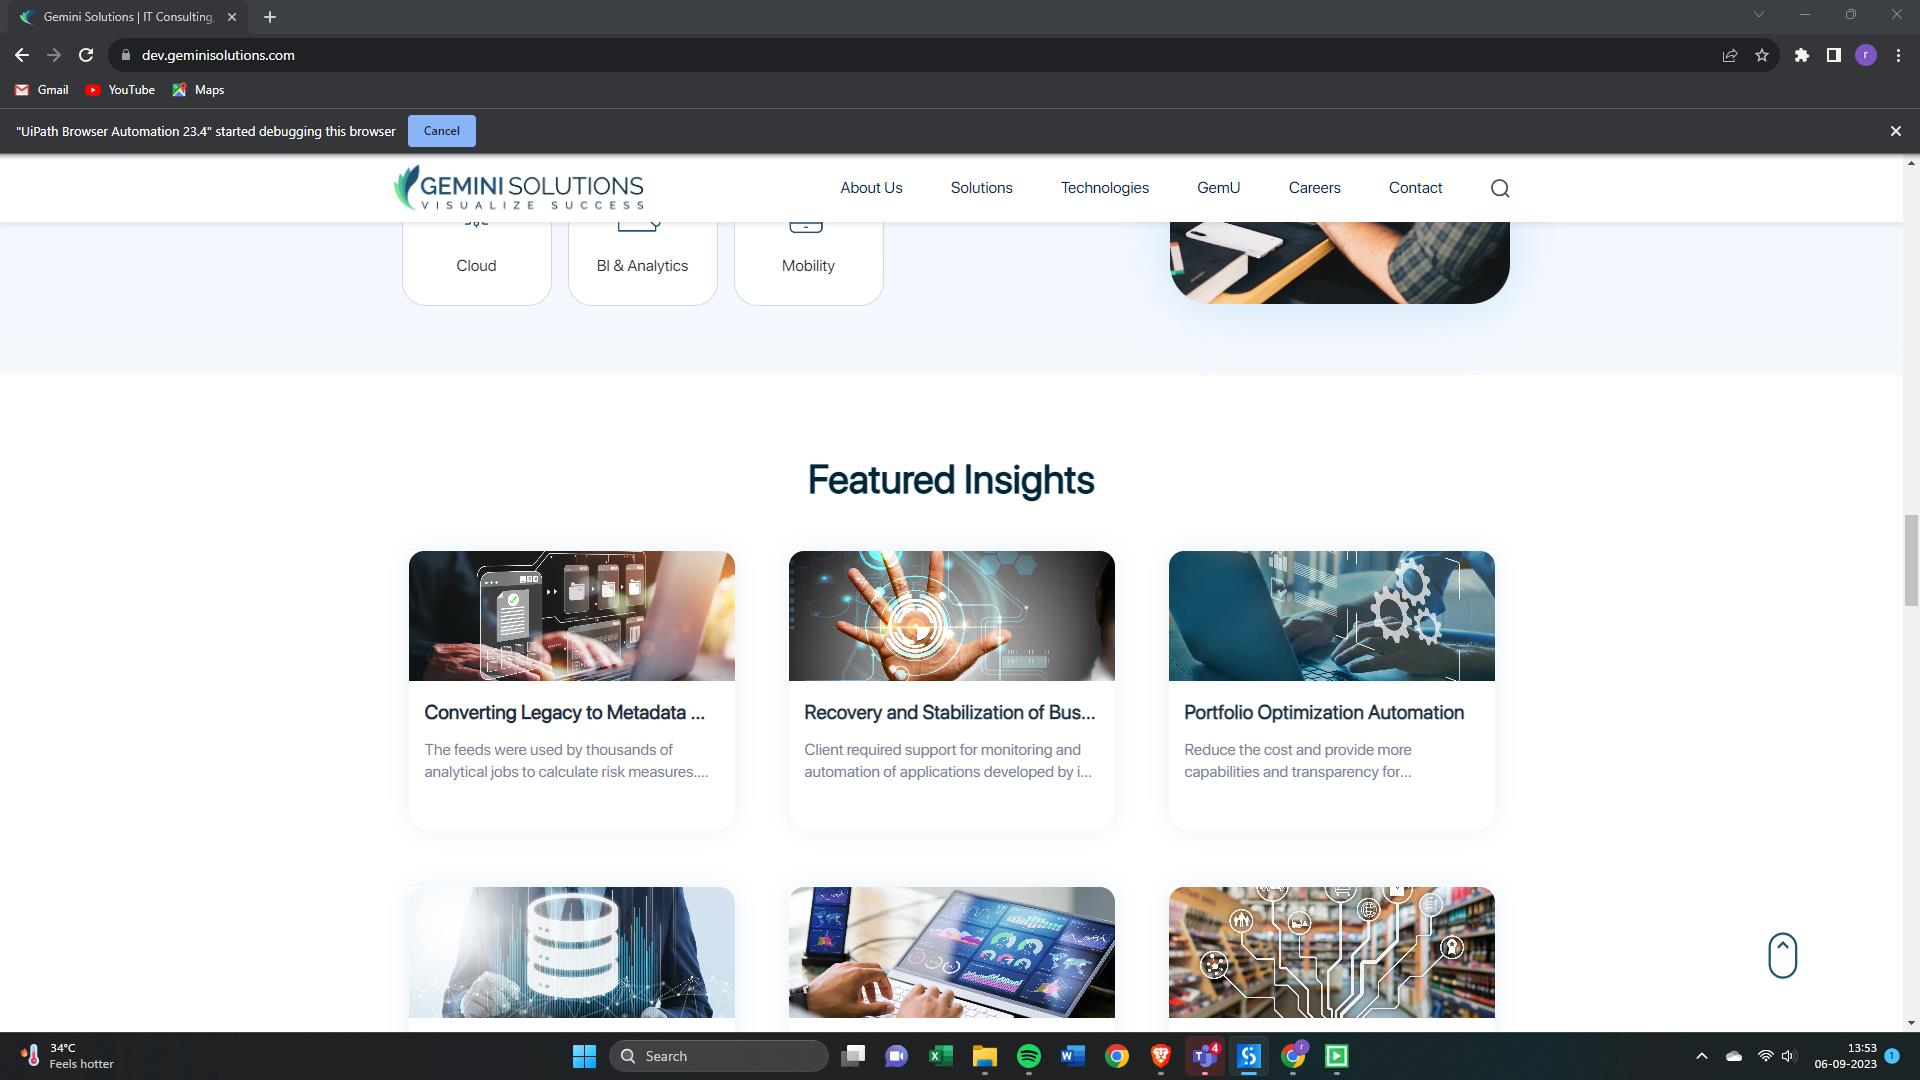 Gemini Solutions | IT Consulting,
dev.geminisolutions.com
r
Gmail
YouTube
Maps
"UiPath Browser Automation 23.4" started debugging this browser
Cancel
GEMINI SOLUTIONS
VISUALIZE SUCCESS
About Us
Solutions
Technologies
GemU
Careers
Contact
Cloud
BI & Analytics
Mobility
Featured Insights
Converting Legacy to Metadata ...
The feeds were used by thousands of
analytical jobs to calculate risk measures....
Recovery and Stabilization of Bus...
Client required support for monitoring and
automation of applications developed by i...
Portfolio Optimization Automation
Reduce the cost and provide more
capabilities and transparency for...
34°C
Feels hotter
Search
4
r
13:53
06-09-2023
1